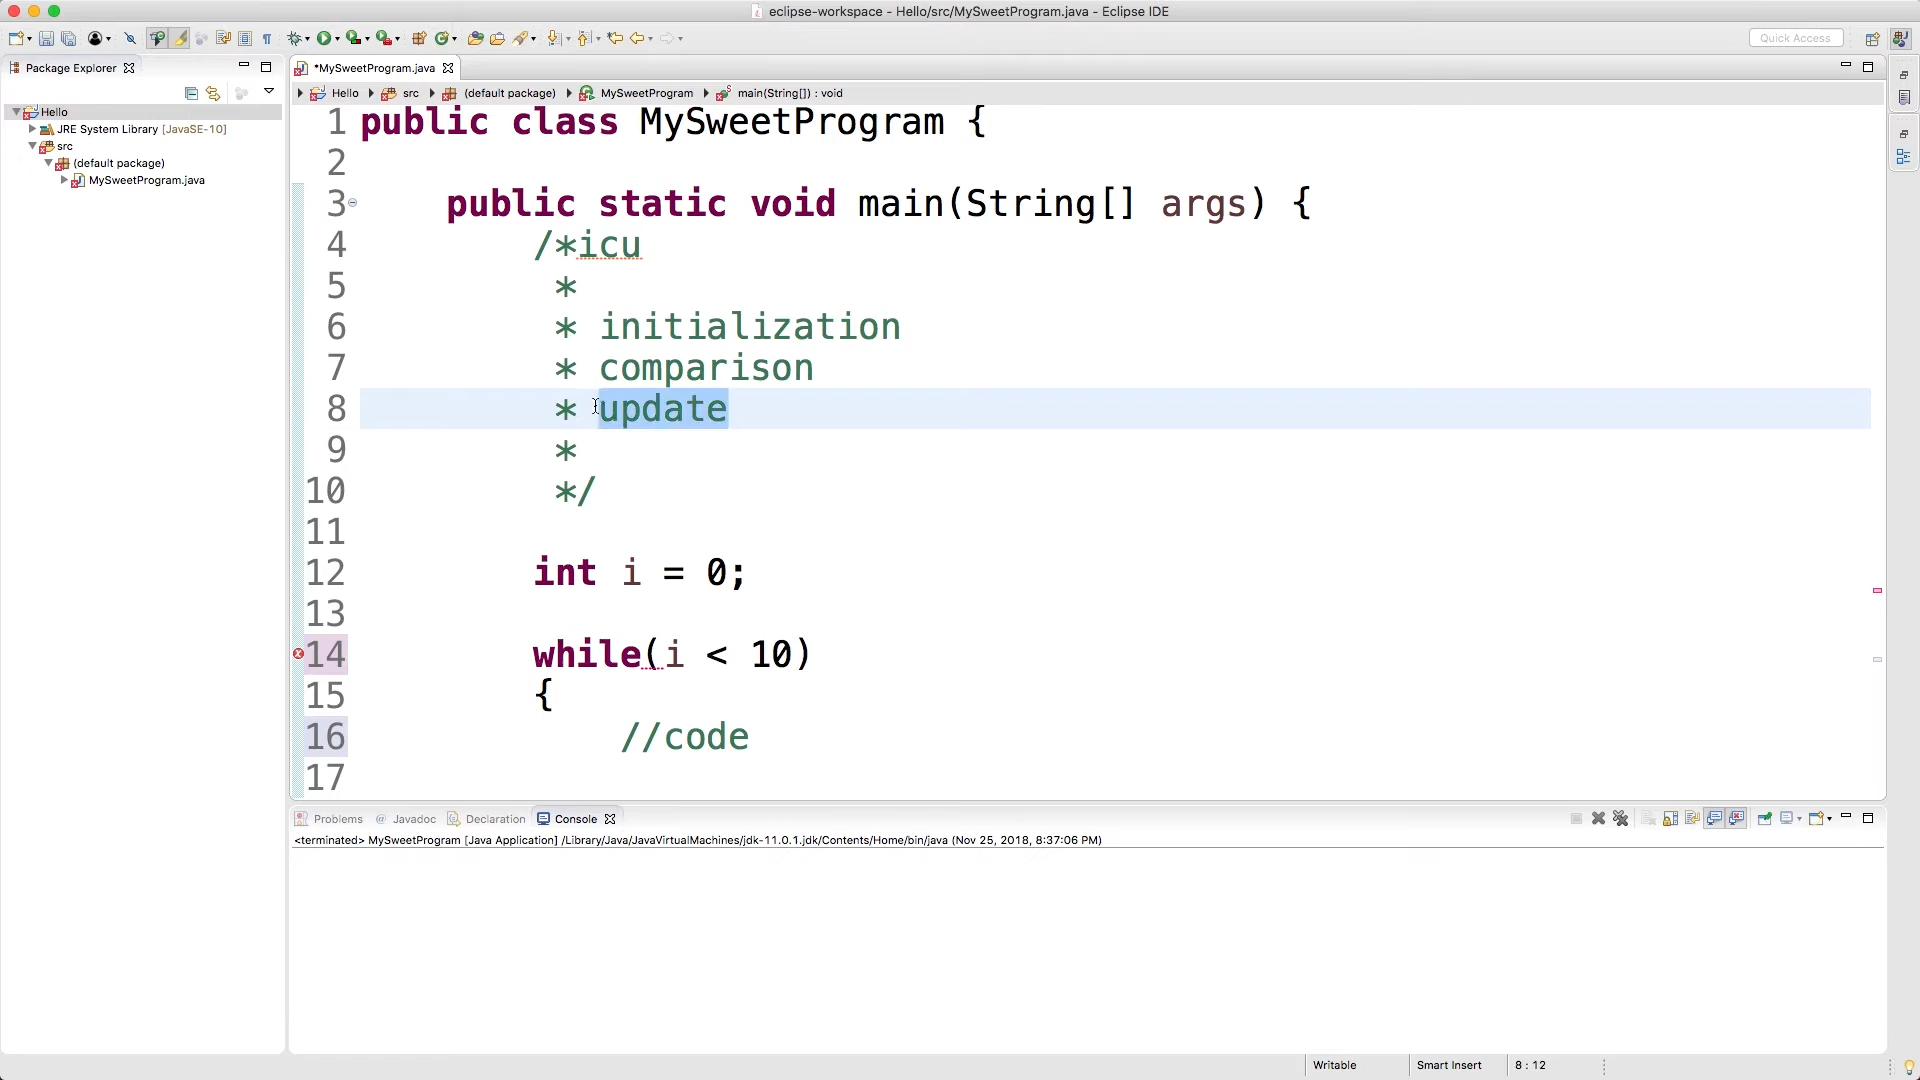 eclipse-workspace - Hello/src/MySweetProgram.java - Eclipse IDE
Quick Access
Package Explorer
*MySweetProgram.java
Hello src (default package) MySweetProgram main(String[]) : void
Hello
JRE System Library [JavaSE-10]
src
(default package)
MySweetProgram.java
1 public class MySweetProgram {
2
3 public static void main(String[] args) {
4 /*icu
5 *
6 * initialization
7 * comparison
8 * update
9 *
10 */
11
12 int i = 0;
13
14 while(i < 10)
15 {
16 //code
17
Problems @ Javadoc Declaration Console
<terminated> MySweetProgram [Java Application] /Library/Java/JavaVirtualMachines/jdk-11.0.1.jdk/Contents/Home/bin/java (Nov 25, 2018, 8:37:06 PM)
Writable Smart Insert 8 : 12